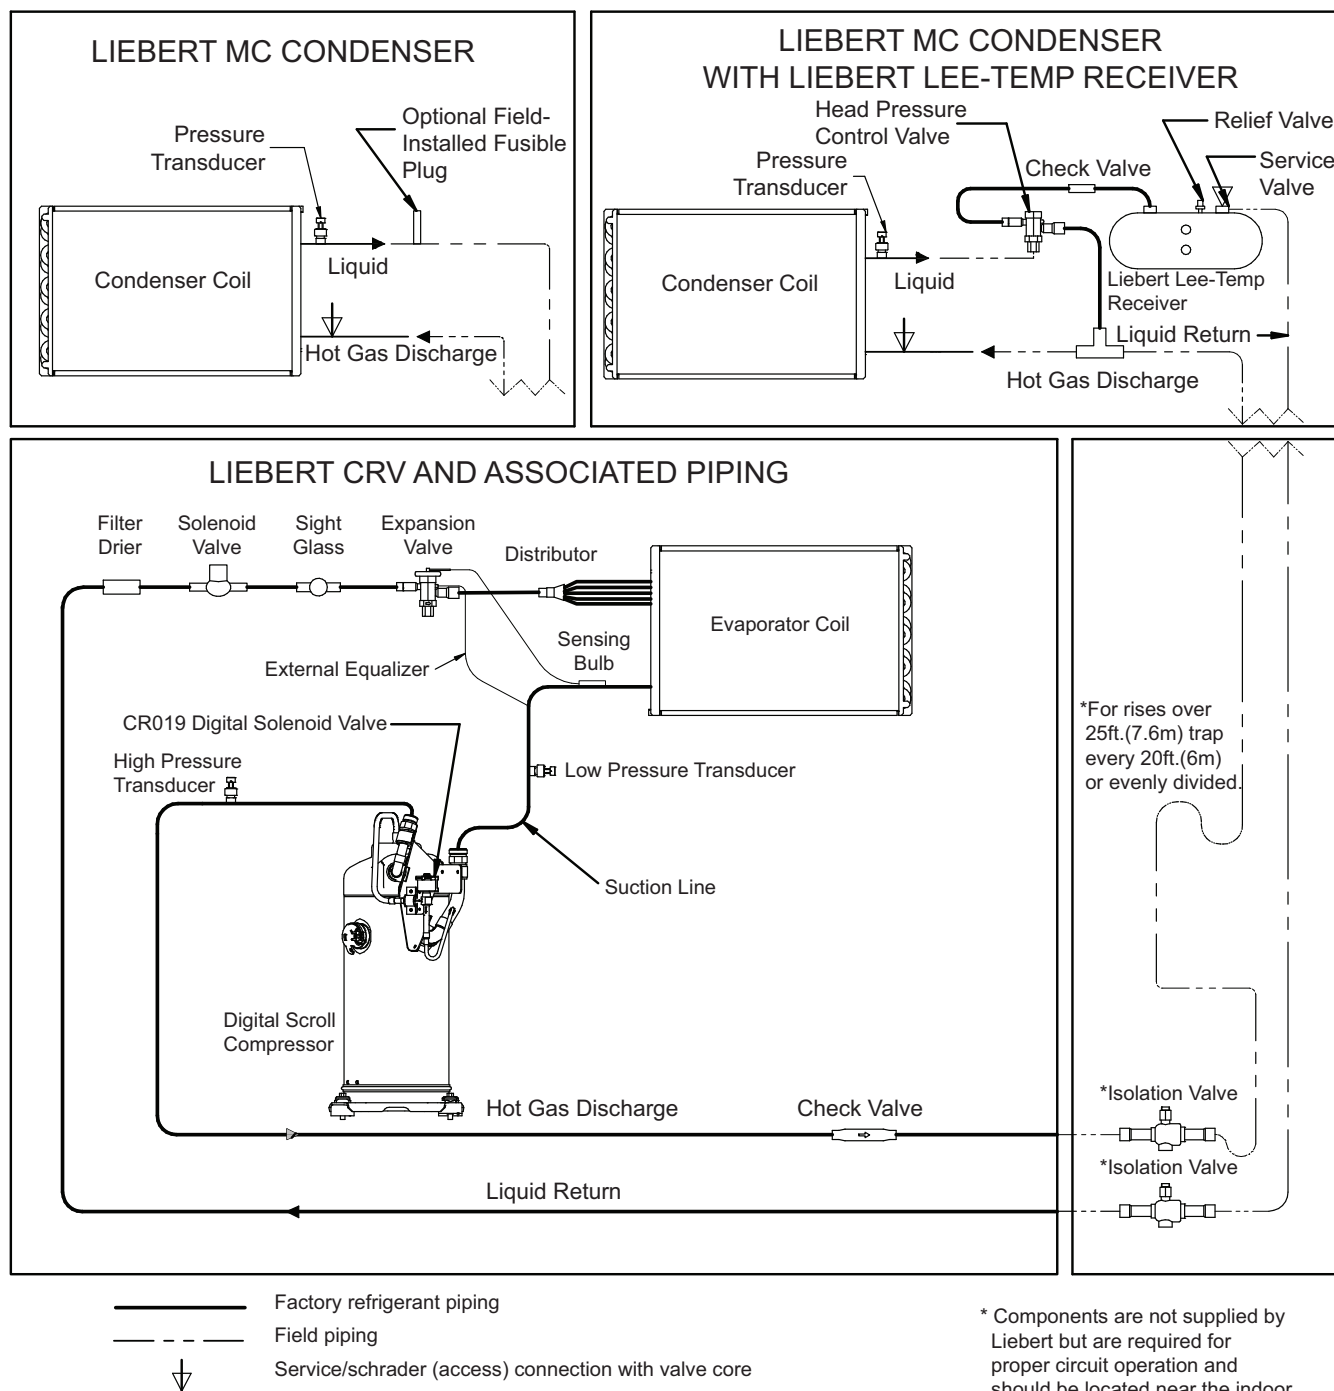 LIEBERT MC CONDENSER
Pressure
Transducer
Optional Field-
Installed Fusible
Plug
Condenser Coil
Liquid
Hot Gas Discharge
LIEBERT MC CONDENSER
WITH LIEBERT LEE-TEMP RECEIVER
Head Pressure
Control Valve
Relief Valve
Pressure
Transducer
Check Valve
Service
Valve
Condenser Coil
Liquid
Liebert Lee-Temp
Receiver
Liquid Return
Hot Gas Discharge
LIEBERT CRV AND ASSOCIATED PIPING
Filter
Drier
Solenoid
Valve
Sight
Glass
Expansion
Valve
Distributor
Evaporator Coil
Sensing
Bulb
External Equalizer
CR019 Digital Solenoid Valve
High Pressure
Transducer
Low Pressure Transducer
Suction Line
Digital Scroll
Compressor
Hot Gas Discharge
Check Valve
Liquid Return
*For rises over
25ft.(7.6m) trap
every 20ft.(6m)
or evenly divided.
*Isolation Valve
*Isolation Valve
Factory refrigerant piping
Field piping
Service/schrader (access) connection with valve core
* Components are not supplied by
Liebert but are required for
proper circuit operation and
should be located near the indoor